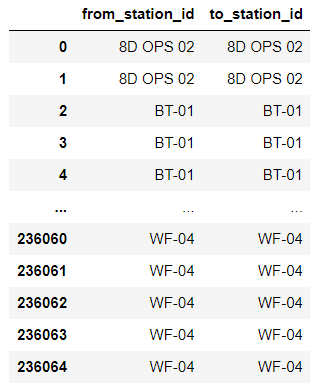 from_station_id to_station_id
0 8D OPS 02 8D OPS 02
1 8D OPS 02 8D OPS 02
2 BT-01 BT-01
3 BT-01 BT-01
4 BT-01 BT-01
... ... ...
236060 WF-04 WF-04
236061 WF-04 WF-04
236062 WF-04 WF-04
236063 WF-04 WF-04
236064 WF-04 WF-04